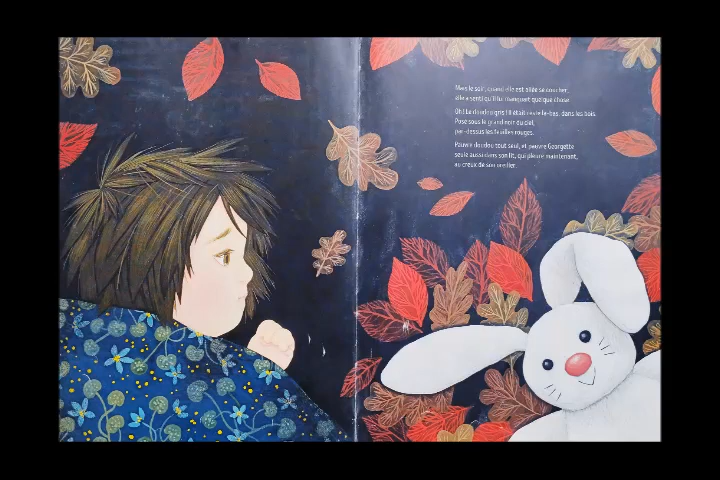 Mais le soir, quand elle est allée se coucher,
elle a senti qu'il lui manquait quelque chose.
Oh! Le doudou gris! Il était resté là-bas, dans les bois.
Posé sous le grand noir du ciel,
par-dessus les feuilles rouges.
Pauvre doudou tout seul, et pauvre Georgette
seule aussi dans son lit, qui pleure maintenant,
au creux de son oreiller.